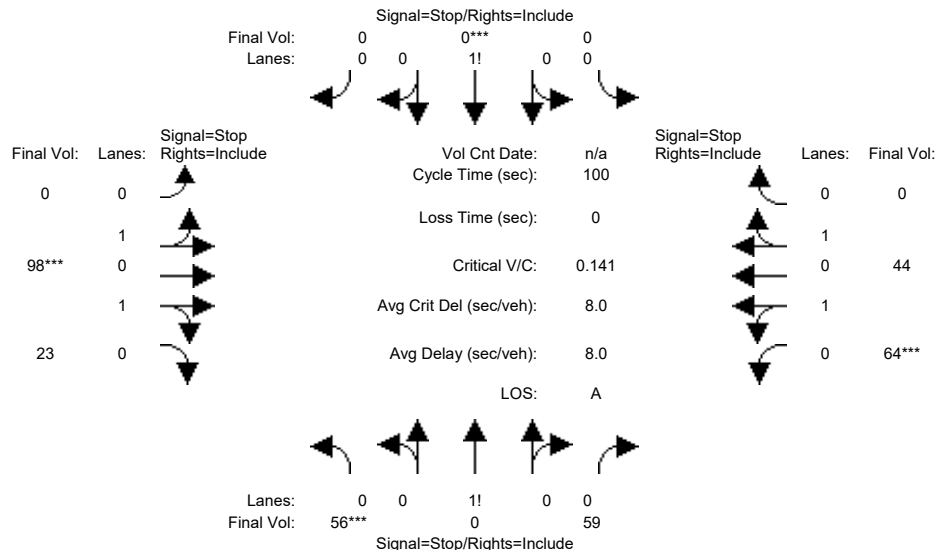 Signal=Stop/Rights=Include
Final Vol: 0 0*** 0
Lanes: 0 0 1! 0 0
Signal=Stop Signal=Stop
Final Vol: Lanes: Rights=Include Vol Cnt Date: n/a Rights=Include Lanes: Final Vol:
Cycle Time (sec): 100
0 0 0 0
Loss Time (sec): 0
1 1
98*** 0 Critical V/C: 0.141 0 44
1 Avg Crit Del (sec/veh): 8.0 1
23 0 Avg Delay (sec/veh): 8.0 0 64***
LOS: A
Lanes: 0 0 1! 0 0
Final Vol: 56*** 0 59
Signal=Stop/Rights=Include